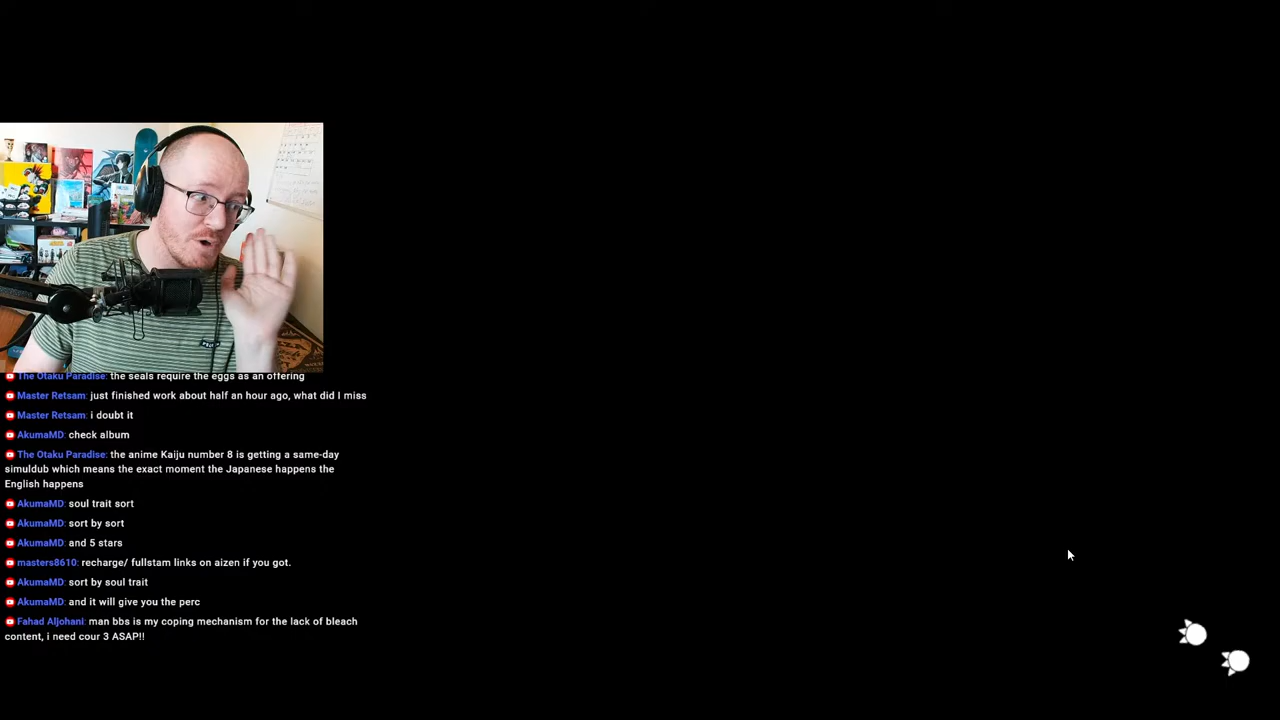 The Otaku Paradise: the seals require the eggs as an offering
Master Retsam: just finished work about half an hour ago, what did I miss
Master Retsam: i doubt it
AkumaMD: check album
The Otaku Paradise: the anime Kaiju number 8 is getting a same-day
simuldub which means the exact moment the Japanese happens the
English happens
AkumaMD: soul trait sort
AkumaMD: sort by sort
AkumaMD: and 5 stars
masters8610: recharge/ fullstam links on aizen if you got.
AkumaMD: sort by soul trait
AkumaMD: and it will give you the perc
Fahad Aljohani: man bbs is my coping mechanism for the lack of bleach
content, i need cour 3 ASAP!!